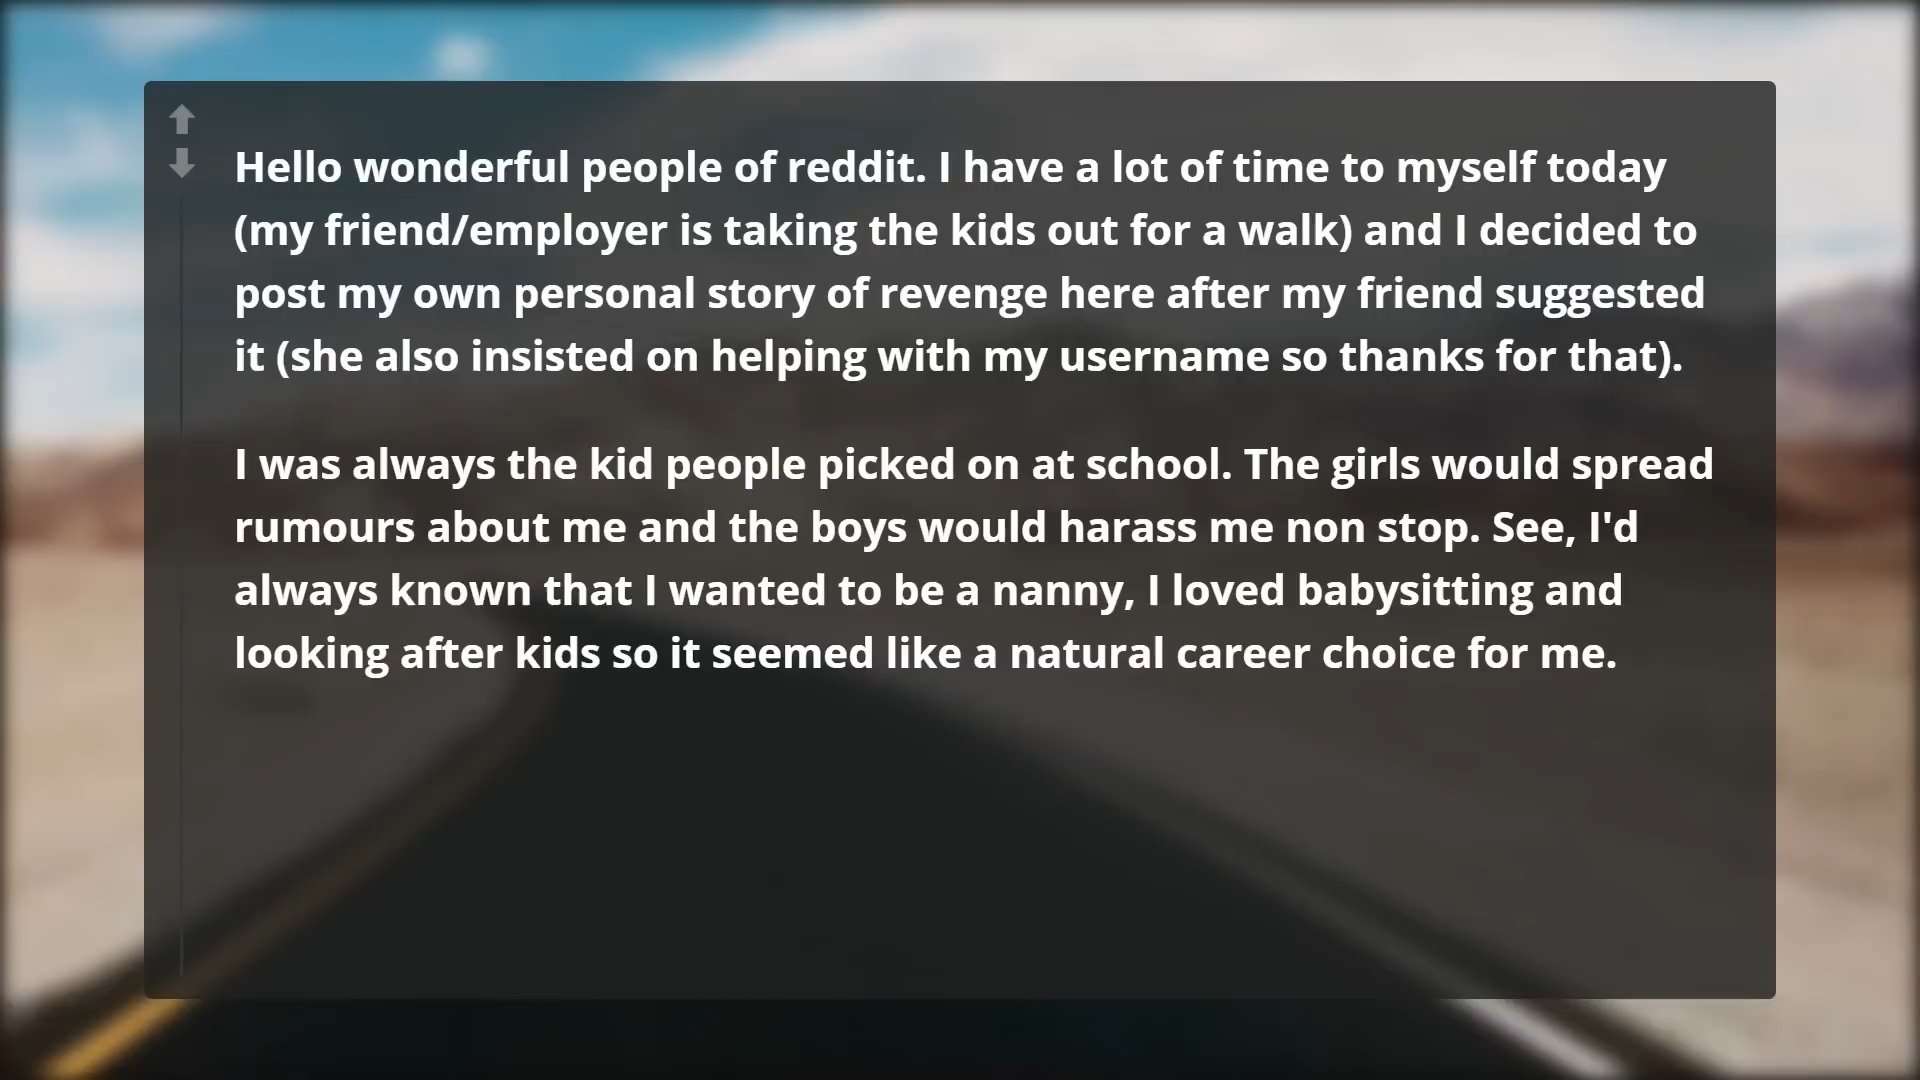 Hello wonderful people of reddit. I have a lot of time to myself today
(my friend/employer is taking the kids out for a walk) and I decided to
post my own personal story of revenge here after my friend suggested
it (she also insisted on helping with my username so thanks for that).
I was always the kid people picked on at school. The girls would spread
rumours about me and the boys would harass me non stop. See, I'd
always known that I wanted to be a nanny, I loved babysitting and
looking after kids so it seemed like a natural career choice for me.